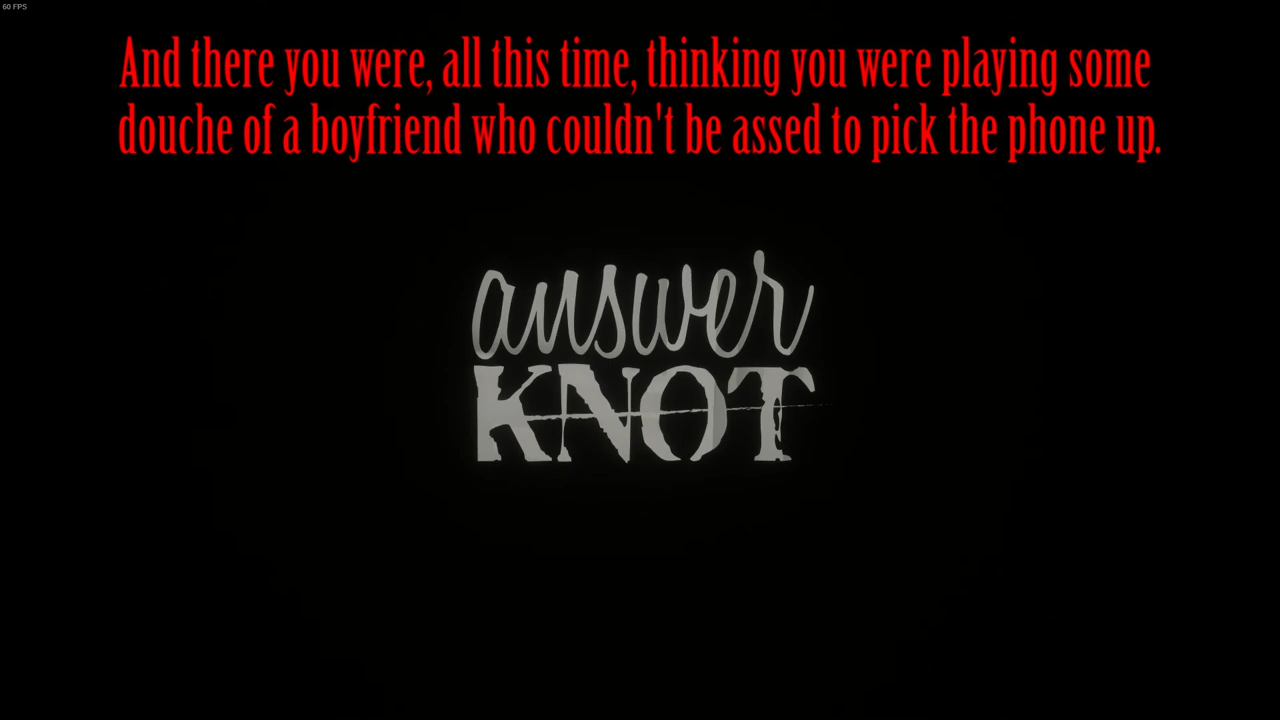 60 FPS
And there you were, all this time, thinking you were playing some
douche of a boyfriend who couldn't be assed to pick the phone up.
answer
KNOT